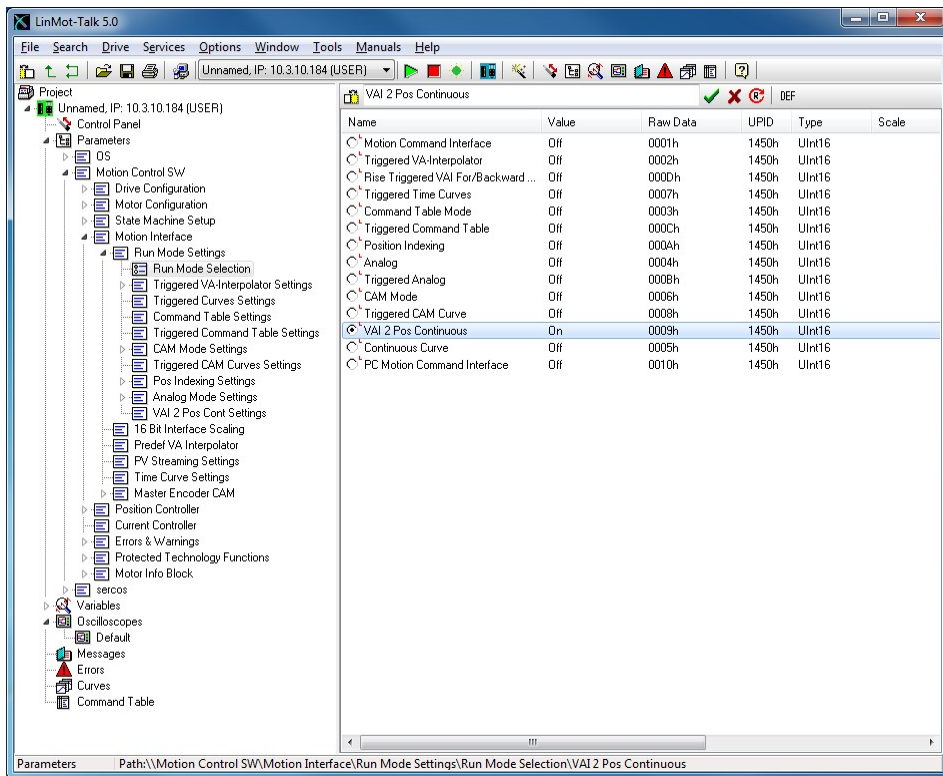 LinMot-Talk 5.0
File Search Drive Services Options Window Tools Manuals Help
Unnamed, IP: 10.3.10.184 (USER)
Project
Unnamed, IP: 10.3.10.184 (USER)
Control Panel
Parameters
OS
Motion Control SW
Drive Configuration
Motor Configuration
State Machine Setup
Motion Interface
Run Mode Settings
Run Mode Selection
Triggered VA-Interpolator Settings
Triggered Curves Settings
Command Table Settings
Triggered Command Table Settings
CAM Mode Settings
Triggered CAM Curves Settings
Pos Indexing Settings
Analog Mode Settings
VAI 2 Pos Cont Settings
16 Bit Interface Scaling
Predef VA Interpolator
PV Streaming Settings
Time Curve Settings
Master Encoder CAM
Position Controller
Current Controller
Errors & Warnings
Protected Technology Functions
Motor Info Block
sercos
Variables
Oscilloscopes
Default
Messages
Errors
Curves
Command Table
VAI 2 Pos Continuous DEF
Name Value Raw Data UPID Type Scale
Motion Command Interface Off 0001h 1450h UInt16
Triggered VA-Interpolator Off 0002h 1450h UInt16
Rise Triggered VAI For/Backward ... Off 000Dh 1450h UInt16
Triggered Time Curves Off 0007h 1450h UInt16
Command Table Mode Off 0003h 1450h UInt16
Triggered Command Table Off 000Ch 1450h UInt16
Position Indexing Off 000Ah 1450h UInt16
Analog Off 0004h 1450h UInt16
Triggered Analog Off 000Bh 1450h UInt16
CAM Mode Off 0006h 1450h UInt16
Triggered CAM Curve Off 0008h 1450h UInt16
VAI 2 Pos Continuous On 0009h 1450h UInt16
Continuous Curve Off 0005h 1450h UInt16
PC Motion Command Interface Off 0010h 1450h UInt16
Parameters Path:\\Motion Control SW\Motion Interface\Run Mode Settings\Run Mode Selection\VAI 2 Pos Continuous